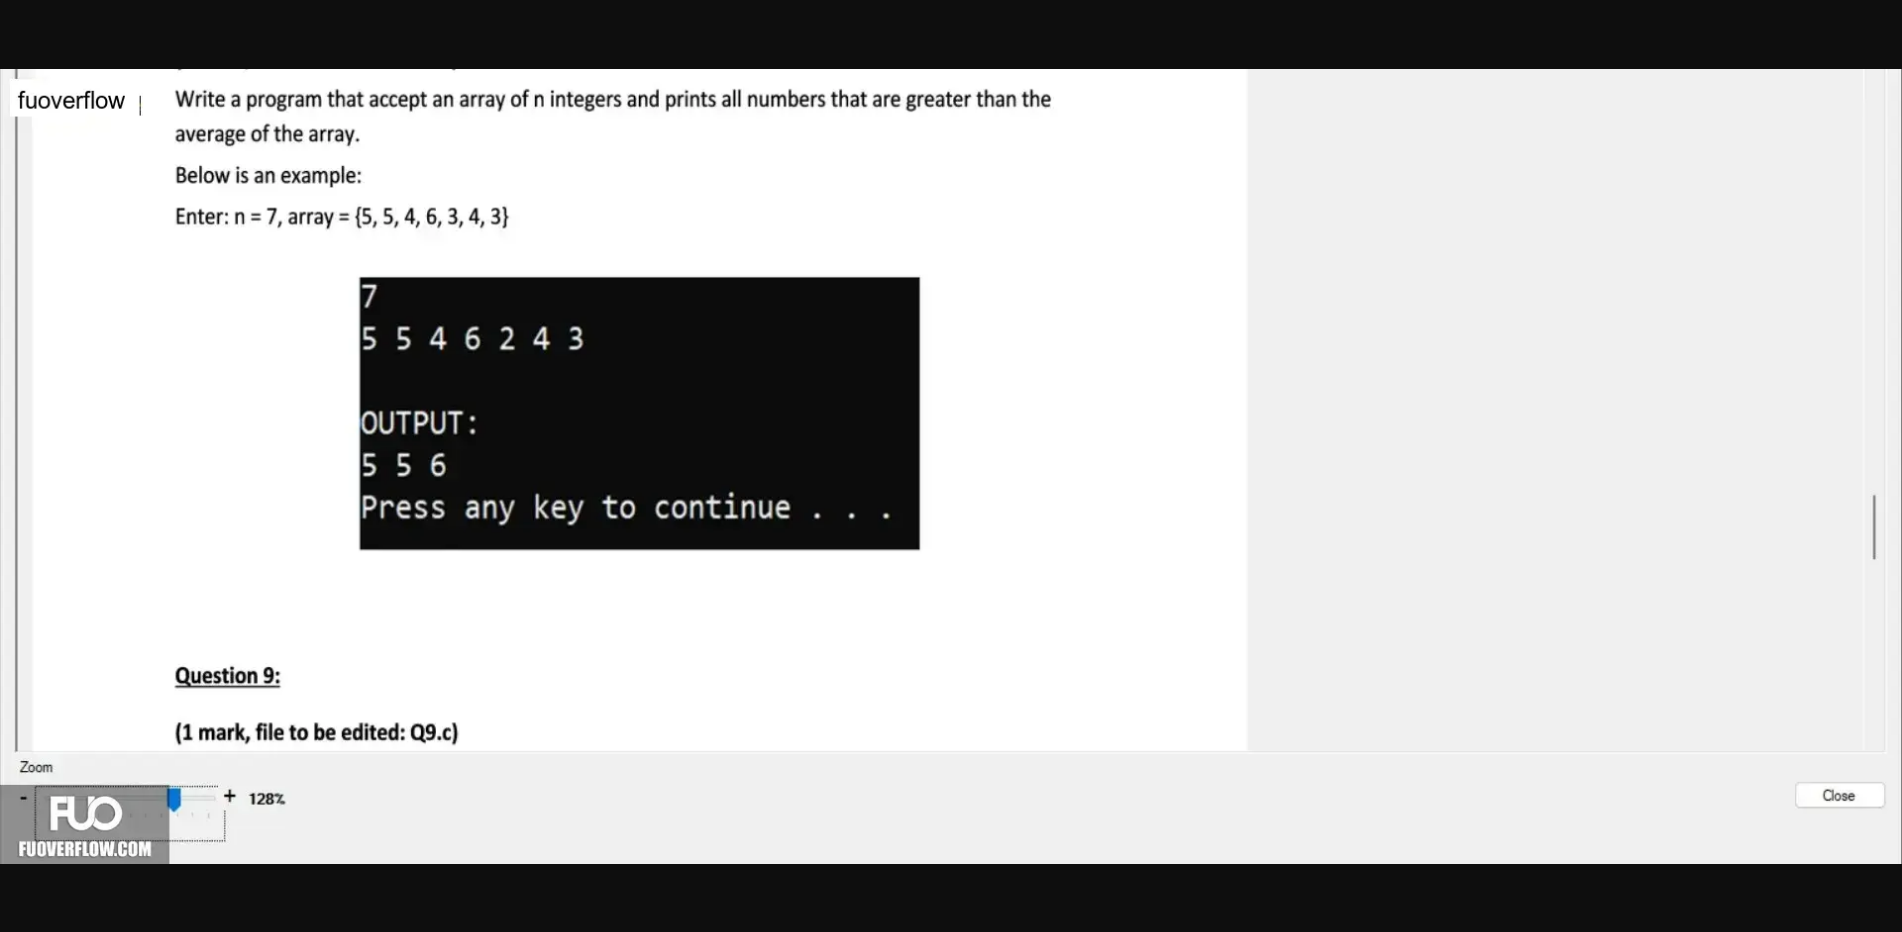 fuoverflow
Write a program that accept an array of n integers and prints all numbers that are greater than the
average of the array.
Below is an example:
Enter: n = 7, array = {5, 5, 4, 6, 3, 4, 3}
7
5 5 4 6 2 4 3
OUTPUT:
5 5 6
Press any key to continue . . .
Question 9:
(1 mark, file to be edited: Q9.c)
Zoom
- + 128%
Close
FUO
FUOVERFLOW.COM